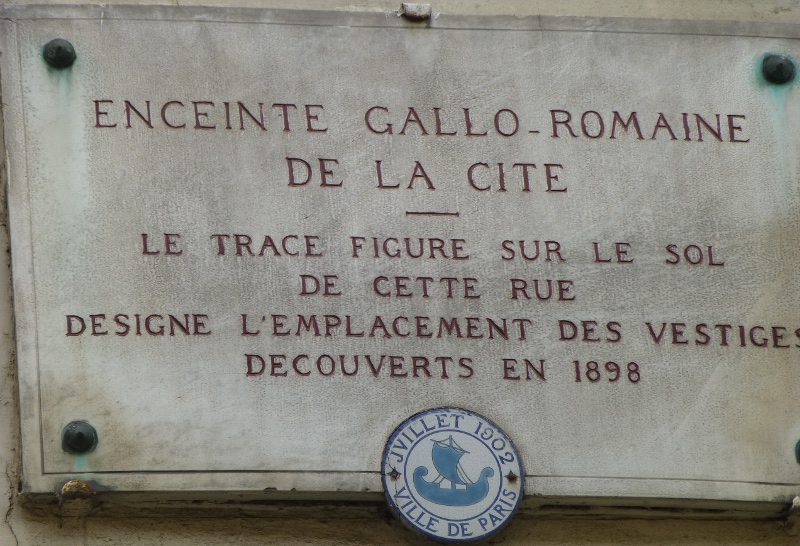 ENCEINTE GALLO-ROMAINE
DE LA CITE
LE TRACE FIGURE SUR LE SOL
DE CETTE RUE
DESIGNE L'EMPLACEMENT DES VESTIGES
DECOUVERTS EN 1898
JVILLET 1902
VILLE DE PARIS